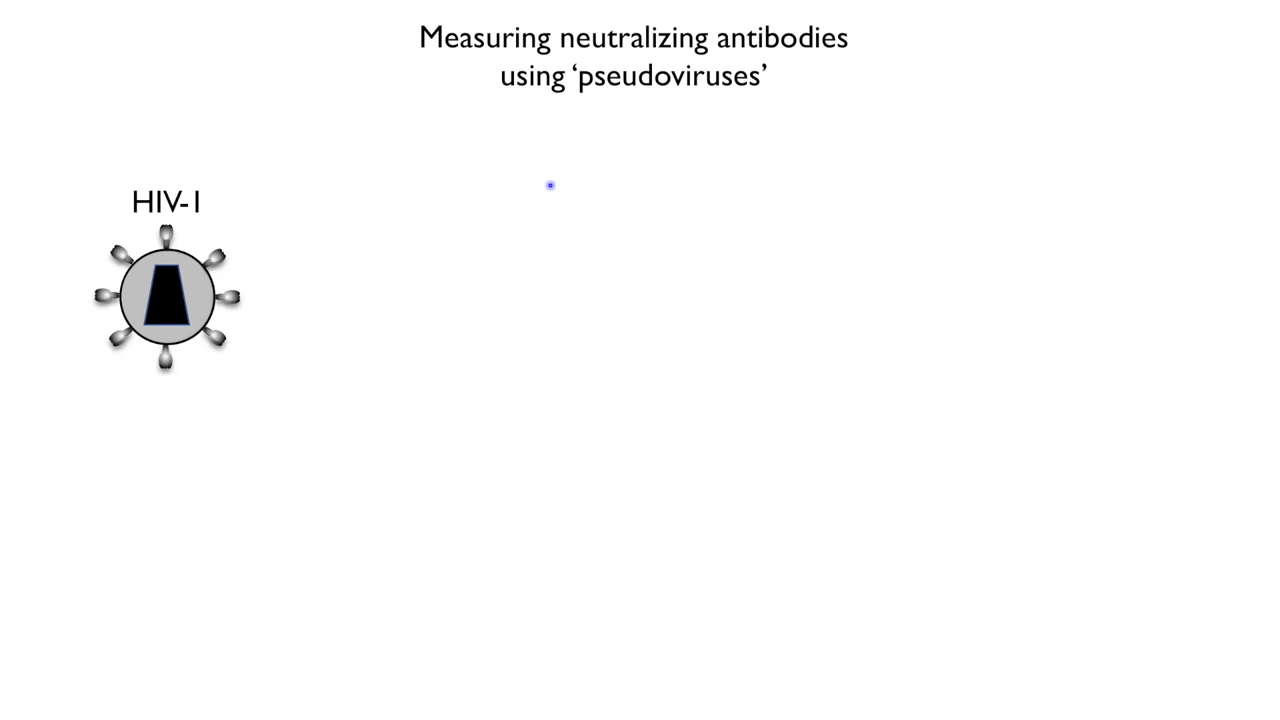 Measuring neutralizing antibodies
using ‘pseudoviruses’
HIV-1